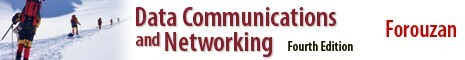 Data Communications
and Networking Fourth Edition
Forouzan